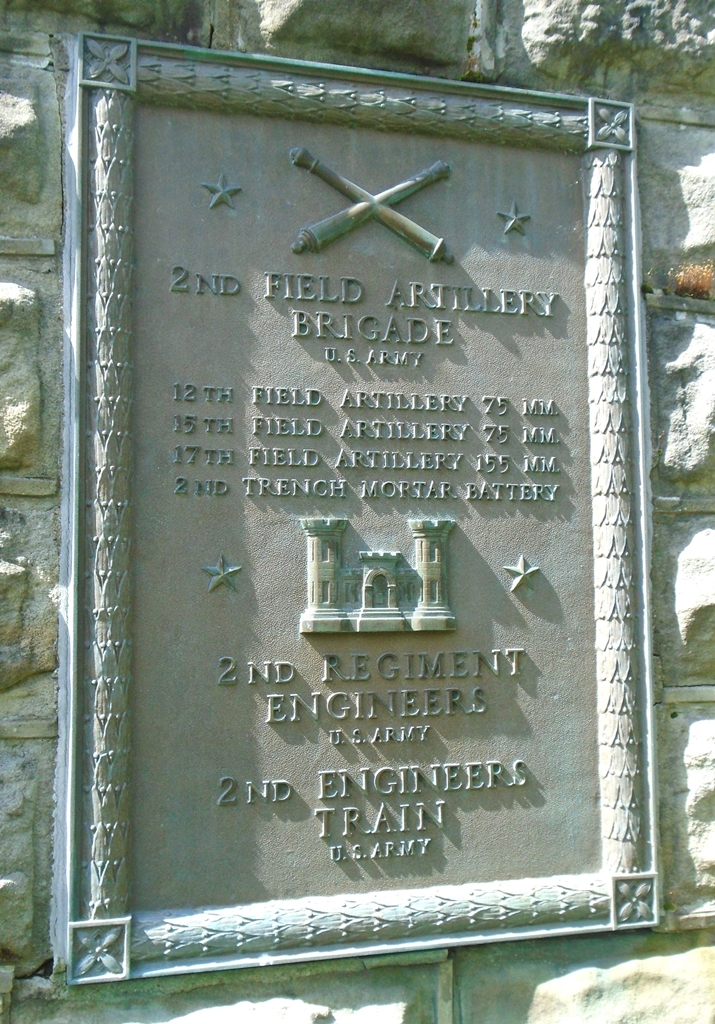 2ND FIELD ARTILLERY
BRIGADE
U.S. ARMY
12TH FIELD ARTILLERY 75 MM.
15TH FIELD ARTILLERY 75 MM.
17TH FIELD ARTILLERY 155 MM.
2ND TRENCH MORTAR BATTERY
2ND REGIMENT
ENGINEERS
U.S. ARMY
2ND ENGINEERS
TRAIN
U.S. ARMY